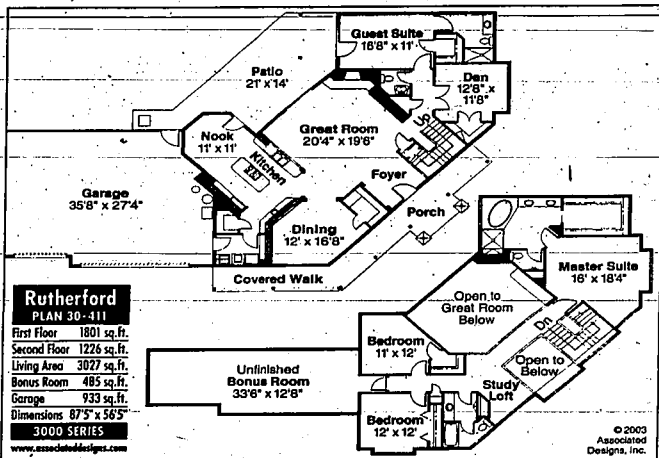 Guest Suite
16'8" x 11'
Patio
21' x 14'
Den
12'8" x
11'8"
Nook
11' x 11'
Great Room
20'4" x 19'6"
Up
Kitchen
Garage
35'8" x 27'4"
Foyer
Porch
Dining
12' x 16'8"
Covered Walk
Master Suite
16' x 18'4"
Open to
Great Room
Below
Dn
Bedroom
11' x 12'
Open to
Below
Unfinished
Bonus Room
33'6" x 12'8"
Study
Loft
Bedroom
12' x 12'
Rutherford
PLAN 30-411
First Floor 1801 sq.ft.
Second Floor 1226 sq.ft.
Living Area 3027 sq.ft.
Bonus Room 485 sq.ft.
Garage 933 sq.ft.
Dimensions 87'5" x 56'5"
3000 SERIES
www.associateddesigns.com
© 2003
Associated
Designs, Inc.